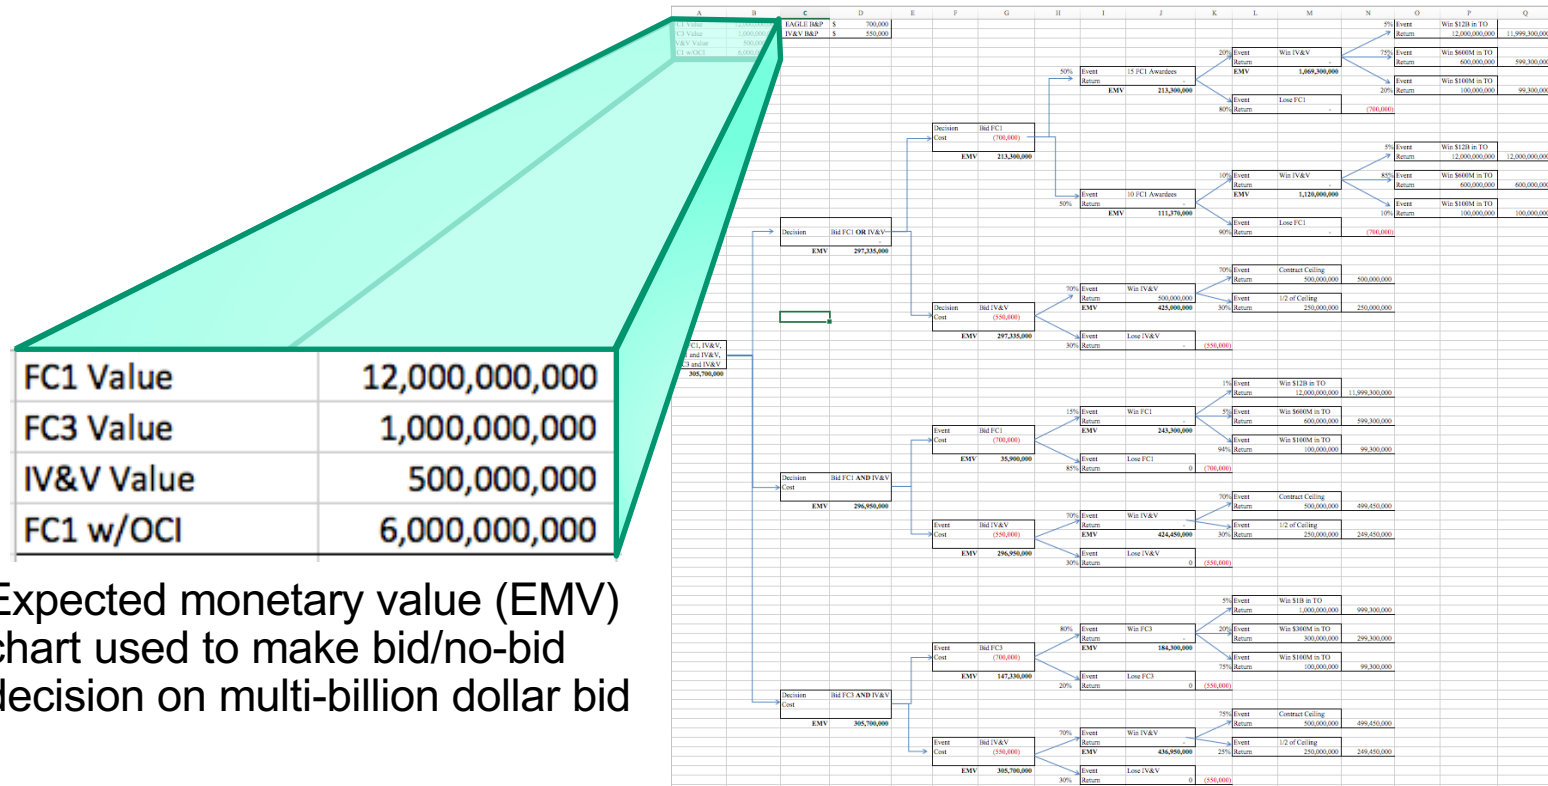 A B C D E F G H I J K L M N O P Q
FC1 Value 12,000,000,000
FC3 Value 1,000,000,000
IV&V Value 500,000,000
FC1 w/OCI 6,000,000,000
Expected monetary value (EMV)
chart used to make bid/no-bid
decision on multi-billion dollar bid
EAGLE B&P $ 700,000
IV&V B&P $ 550,000
FC1, IV&V,
and IV&V,
3 and IV&V
305,700,000
Decision Bid FC1 OR IV&V
-
EMV 297,335,000
Decision Bid FC1
Cost (700,000)
EMV 213,300,000
50% Event 15 FC1 Awardees
Return -
EMV 213,300,000
20% Event Win IV&V
Return -
EMV 1,069,300,000
5% Event Win $12B in TO
Return 12,000,000,000 11,999,300,000
75% Event Win $600M in TO
Return 600,000,000 599,300,000
Event Win $100M in TO
20% Return 100,000,000 99,300,000
Event Lose FC1
80% Return - (700,000)
Event 10 FC1 Awardees
50% Return -
EMV 111,370,000
10% Event Win IV&V
Return -
EMV 1,120,000,000
5% Event Win $12B in TO
Return 12,000,000,000 12,000,000,000
85% Event Win $600M in TO
Return 600,000,000 600,000,000
Event Win $100M in TO
10% Return 100,000,000 100,000,000
Event Lose FC1
90% Return - (700,000)
Decision Bid IV&V
Cost (550,000)
EMV 297,335,000
70% Event Win IV&V
Return 500,000,000
EMV 425,000,000
70% Event Contract Ceiling
Return 500,000,000 500,000,000
Event 1/2 of Ceiling
30% Return 250,000,000 250,000,000
Event Lose IV&V
30% Return - (550,000)
Decision Bid FC1 AND IV&V
Cost
EMV 296,950,000
Event Bid FC1
Cost (700,000)
EMV 35,900,000
15% Event Win FC1
Return -
EMV 243,300,000
1% Event Win $12B in TO
Return 12,000,000,000 11,999,300,000
5% Event Win $600M in TO
Return 600,000,000 599,300,000
Event Win $100M in TO
94% Return 100,000,000 99,300,000
Event Lose FC1
85% Return 0 (700,000)
Event Bid IV&V
Cost (550,000)
EMV 296,950,000
70% Event Win IV&V
Return -
EMV 424,450,000
70% Event Contract Ceiling
Return 500,000,000 499,450,000
Event 1/2 of Ceiling
30% Return 250,000,000 249,450,000
Event Lose IV&V
30% Return 0 (550,000)
Decision Bid FC3 AND IV&V
Cost
EMV 305,700,000
Event Bid FC3
Cost (700,000)
EMV 147,330,000
80% Event Win FC3
Return -
EMV 184,300,000
5% Event Win $1B in TO
Return 1,000,000,000 999,300,000
20% Event Win $300M in TO
Return 300,000,000 299,300,000
Event Win $100M in TO
75% Return 100,000,000 99,300,000
Event Lose FC3
20% Return 0 (550,000)
Event Bid IV&V
Cost (550,000)
EMV 305,700,000
70% Event Win IV&V
Return -
EMV 436,950,000
75% Event Contract Ceiling
Return 500,000,000 499,450,000
Event 1/2 of Ceiling
25% Return 250,000,000 249,450,000
Event Lose IV&V
30% Return 0 (550,000)